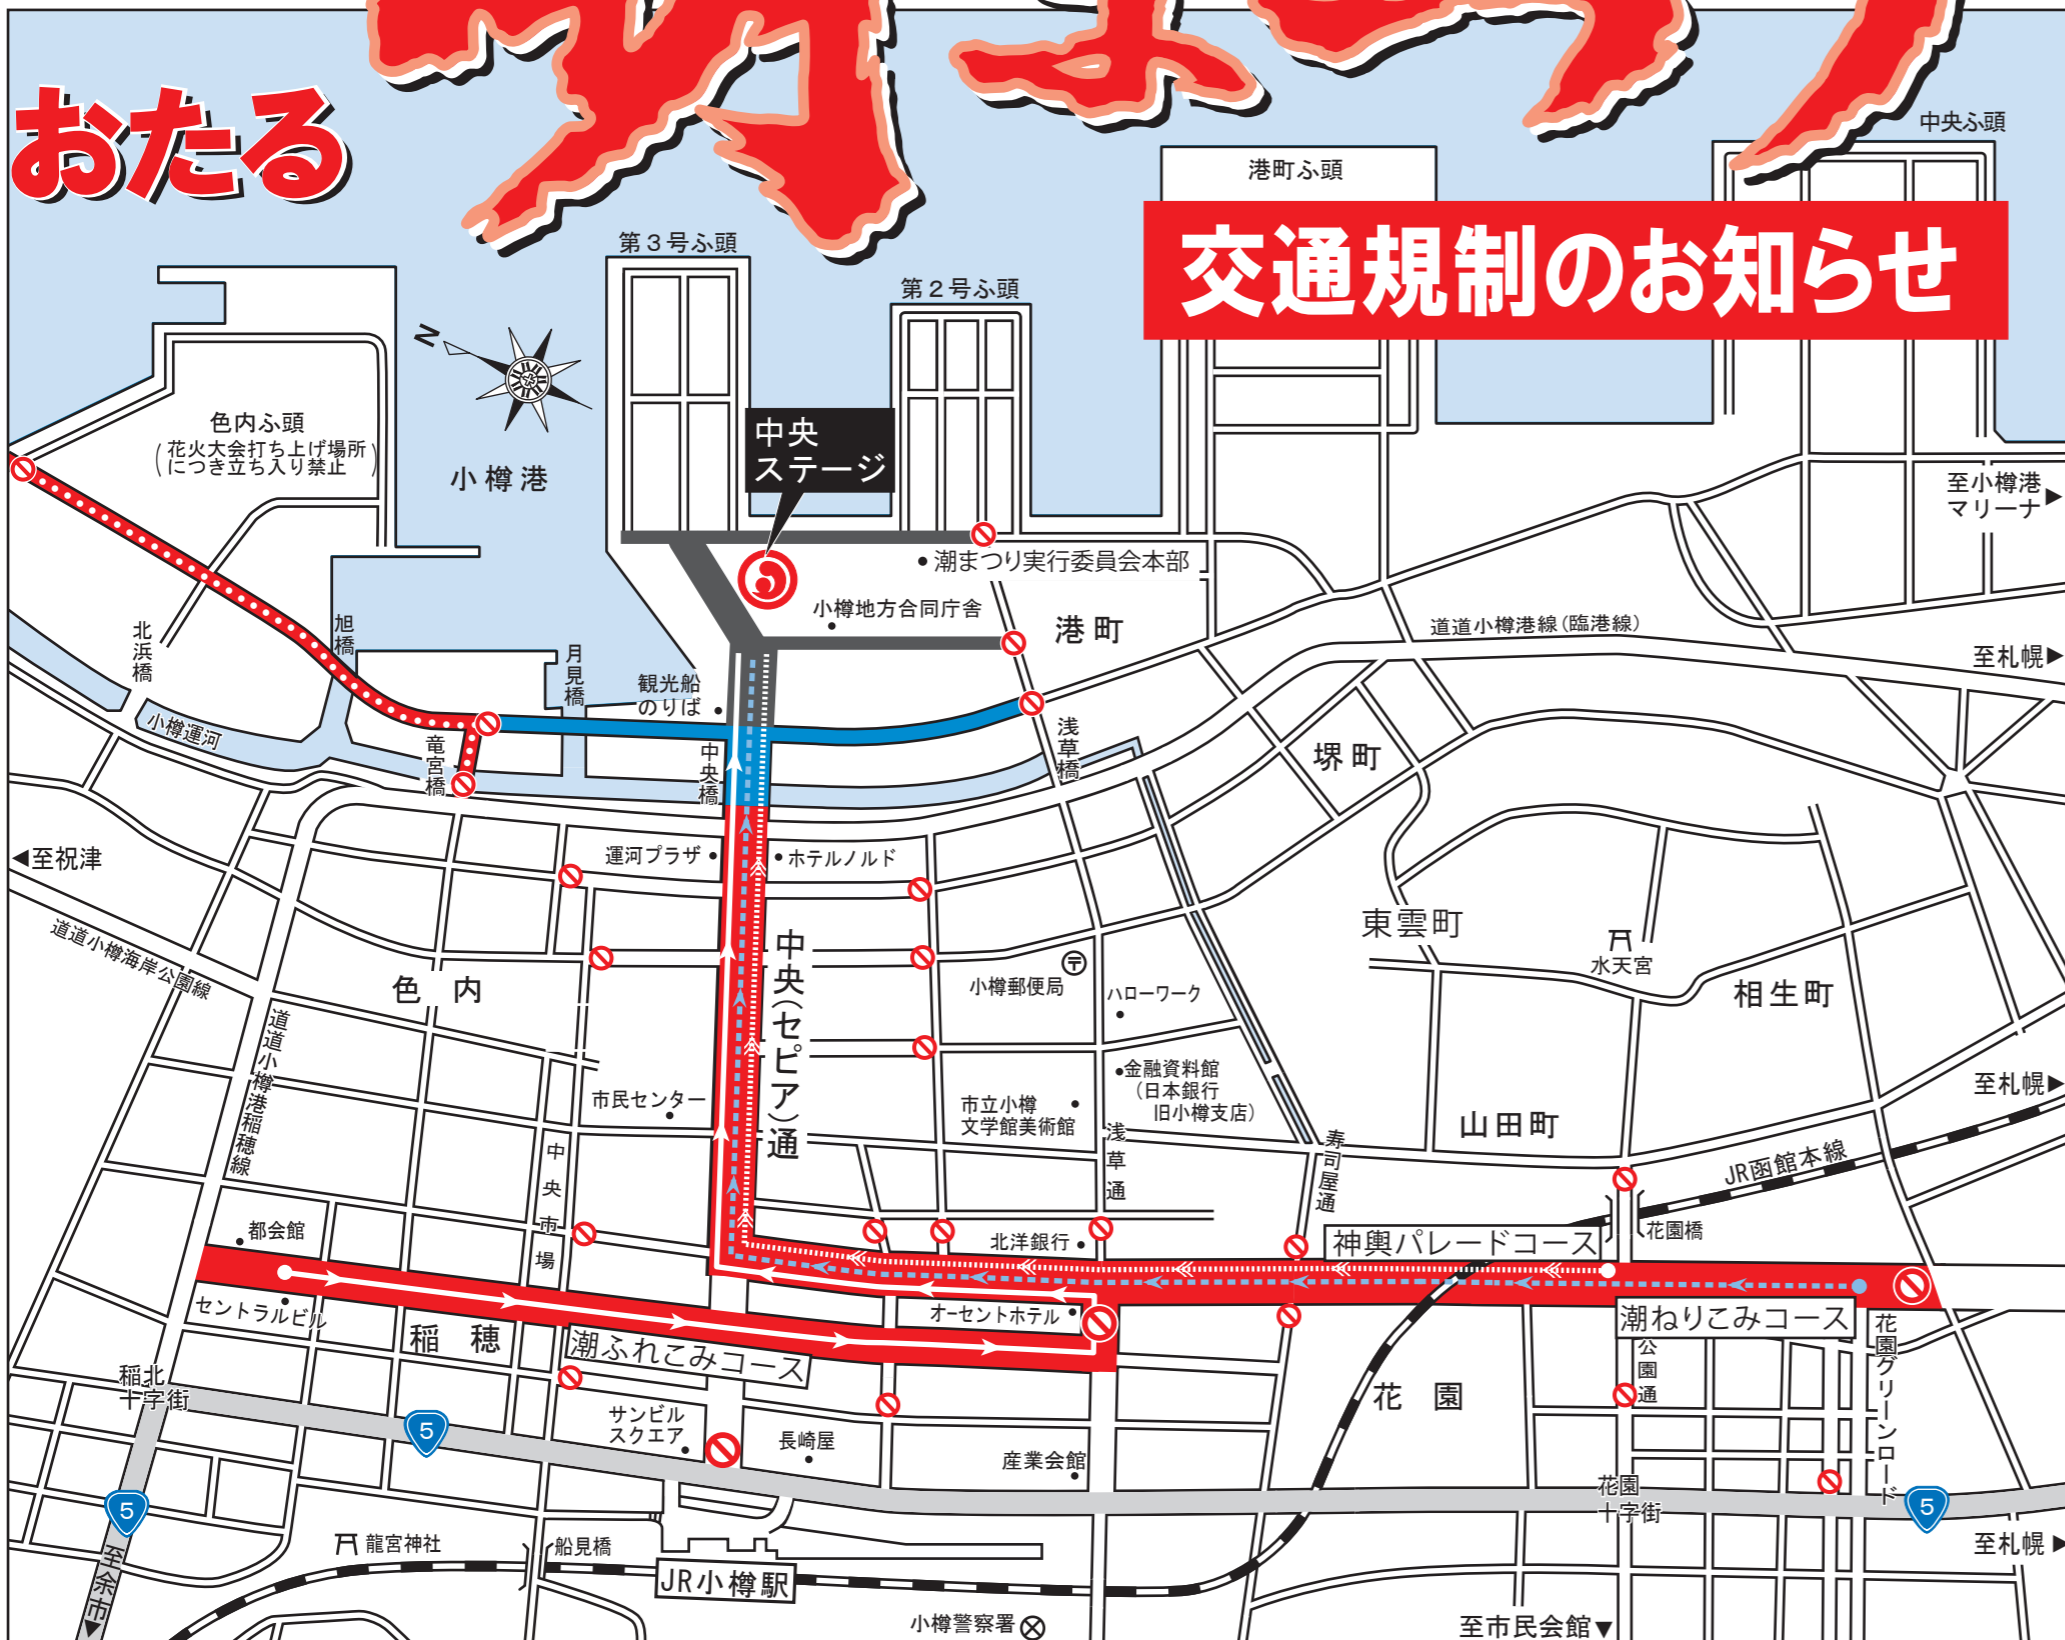 おたる
中央ふ頭
港町ふ頭
交通規制のお知らせ
第3号ふ頭
第2号ふ頭
N
色内ふ頭
(花火大会打ち上げ場所
につき立ち入り禁止)
小樽港
中央
ステージ
至小樽港
マリーナ▶
潮まつり実行委員会本部
小樽地方合同庁舎
港町
道道小樽港線(臨港線)
至札幌▶
北浜橋
旭橋
月見橋
観光船
のりば
小樽運河
竜宮橋
中央橋
浅草橋
堺町
◀至祝津
運河プラザ
ホテルノルド
道道小樽海岸公園線
色内
中央(セピア)通
小樽郵便局
ハローワーク
東雲町
水天宮
相生町
道道小樽港稲穂線
市民センター
市立小樽
文学館美術館
金融資料館
(日本銀行
旧小樽支店)
至札幌▶
山田町
中央市場
浅草通
寿司屋通
JR函館本線
都会館
北洋銀行
神輿パレードコース
花園橋
セントラルビル
稲穂
オーセントホテル
潮ふれこみコース
潮ねりこみコース
公園通
花園グリーンロード
稲北
十字街
サンビル
スクエア
長崎屋
産業会館
花園
花園
十字街
5
5
5
至余市▼
龍宮神社
船見橋
JR小樽駅
至札幌▶
小樽警察署
至市民会館▼